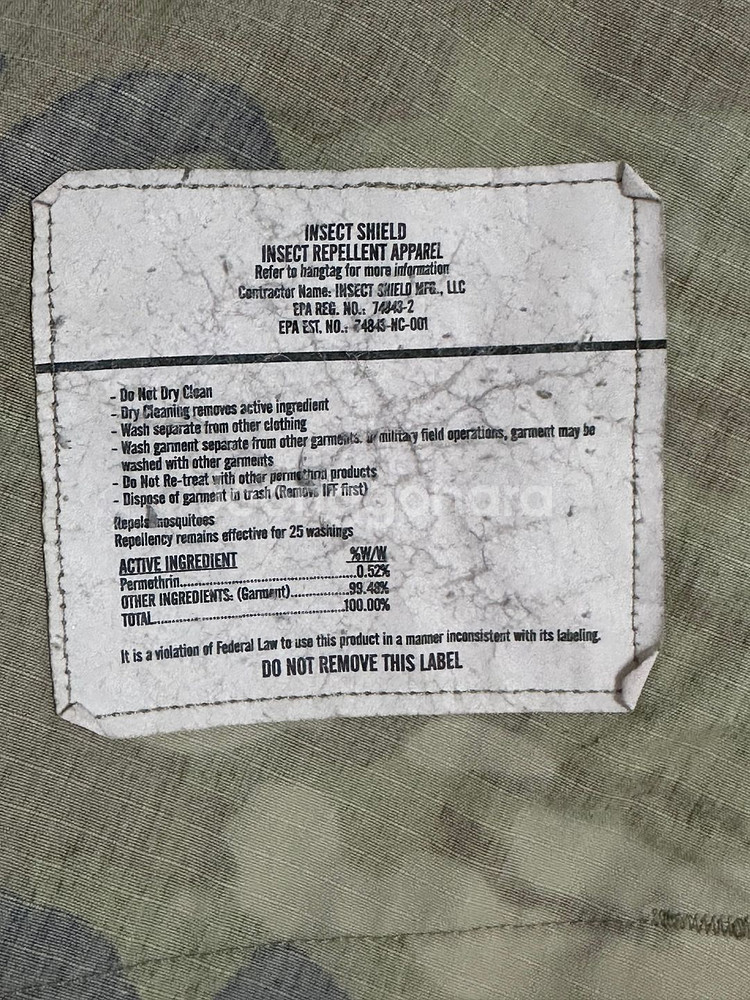 INSECT SHIELD
INSECT REPELLENT APPAREL
Refer to hangtag for more information
Contractor Name: INSECT SHIELD MFG., LLC
EPA REG. NO.: 74843-2
EPA EST. NO.: 74843-NC-001
- Do Not Dry Clean
- Dry Cleaning removes active ingredient
- Wash separate from other clothing
- Wash garment separate from other garments. In military field operations, garment may be
washed with other garments
- Do Not Re-treat with other permethrin products
- Dispose of garment in trash (Remove IFF first)
Repels mosquitoes
Repellency remains effective for 25 washings
ACTIVE INGREDIENT %W/W
Permethrin..............................0.52%
OTHER INGREDIENTS: (Garment)............99.48%
TOTAL...................................100.00%
It is a violation of Federal Law to use this product in a manner inconsistent with its labeling.
DO NOT REMOVE THIS LABEL